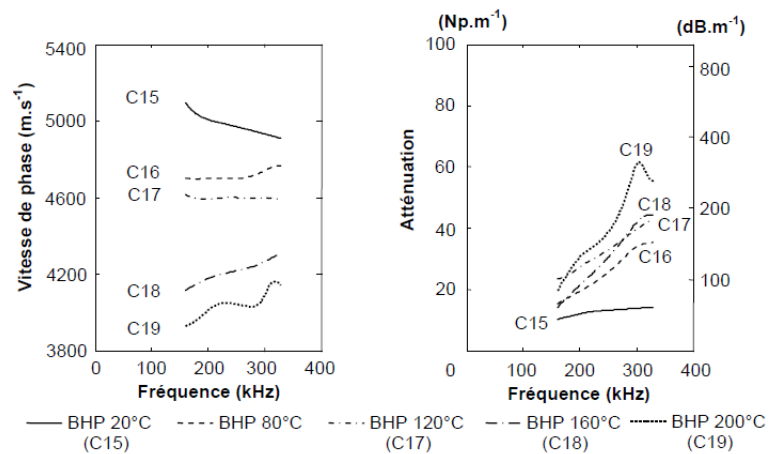 (Np.m⁻¹)
(dB.m⁻¹)
Vitesse de phase (m.s⁻¹)
5400
5000
4600
4200
3800
0
100
200
300
400
Fréquence (kHz)
C15
C16
C17
C18
C19
Atténuation
100
80
60
40
20
0
800
400
200
100
0
100
200
300
400
Fréquence (kHz)
C19
C18
C17
C16
C15
BHP 20°C BHP 80°C BHP 120°C BHP 160°C BHP 200°C
(C15) (C17) (C18) (C19)